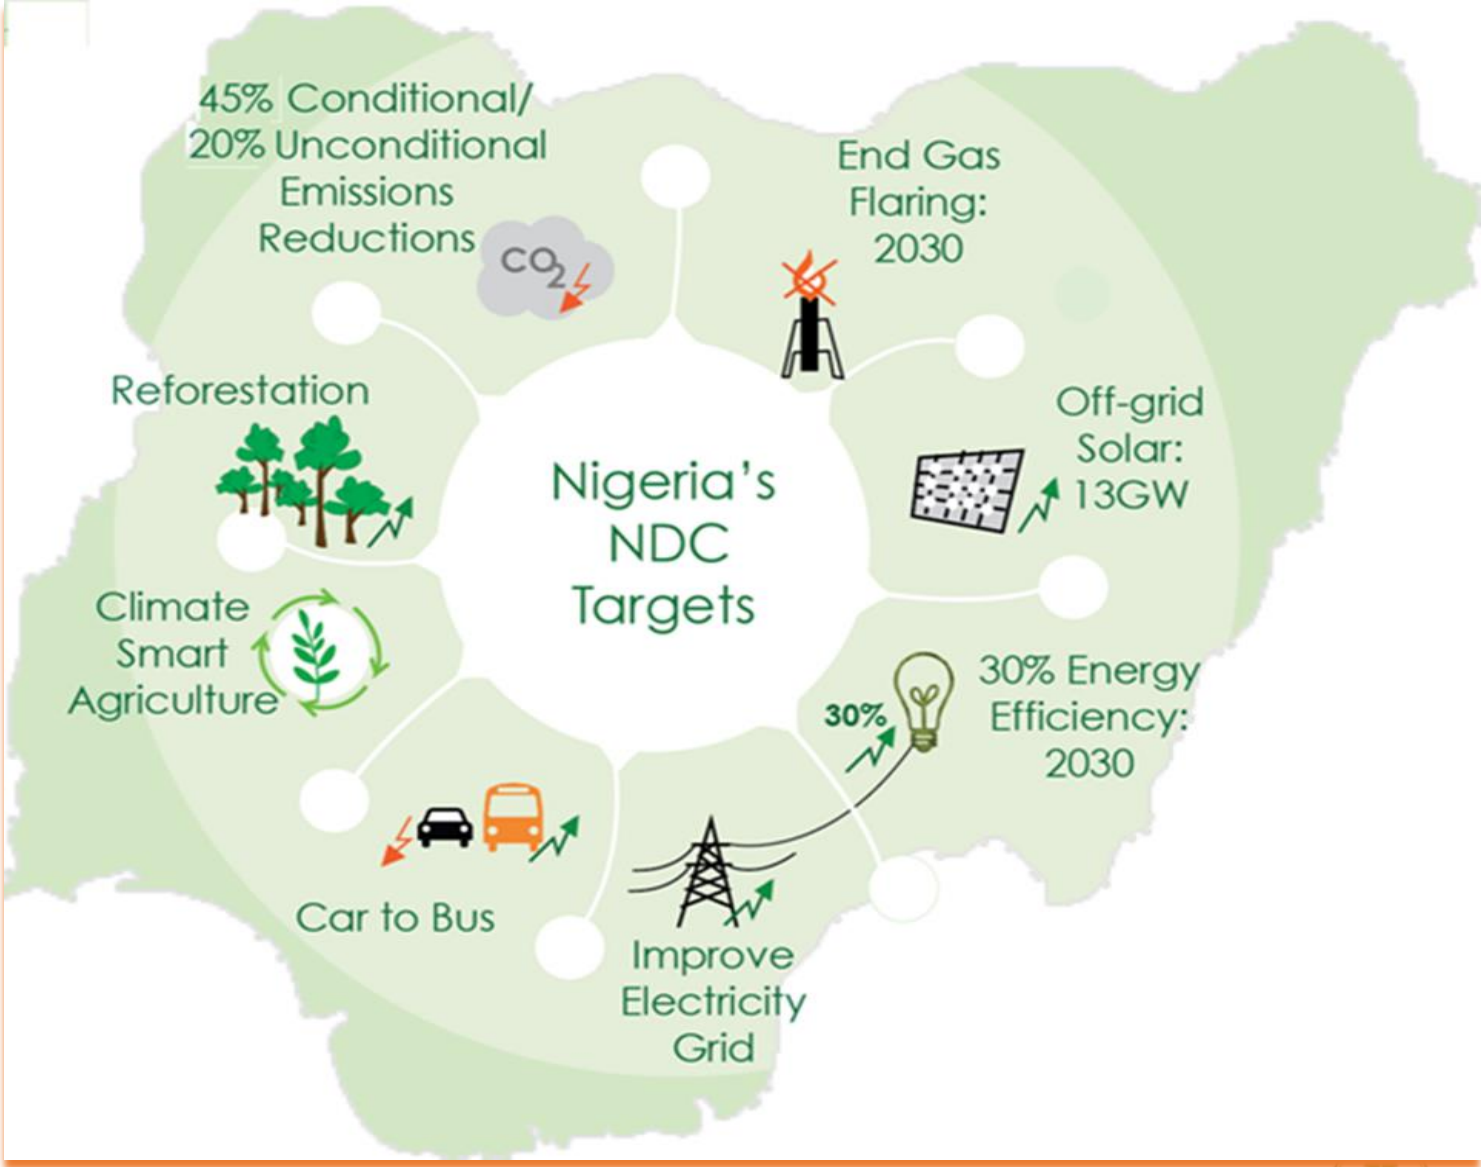 45% Conditional/
20% Unconditional
Emissions
Reductions
CO2
End Gas
Flaring:
2030
Off-grid
Solar:
13GW
30% Energy
Efficiency:
2030
30%
Improve
Electricity
Grid
Car to Bus
Climate
Smart
Agriculture
Reforestation
Nigeria's
NDC
Targets